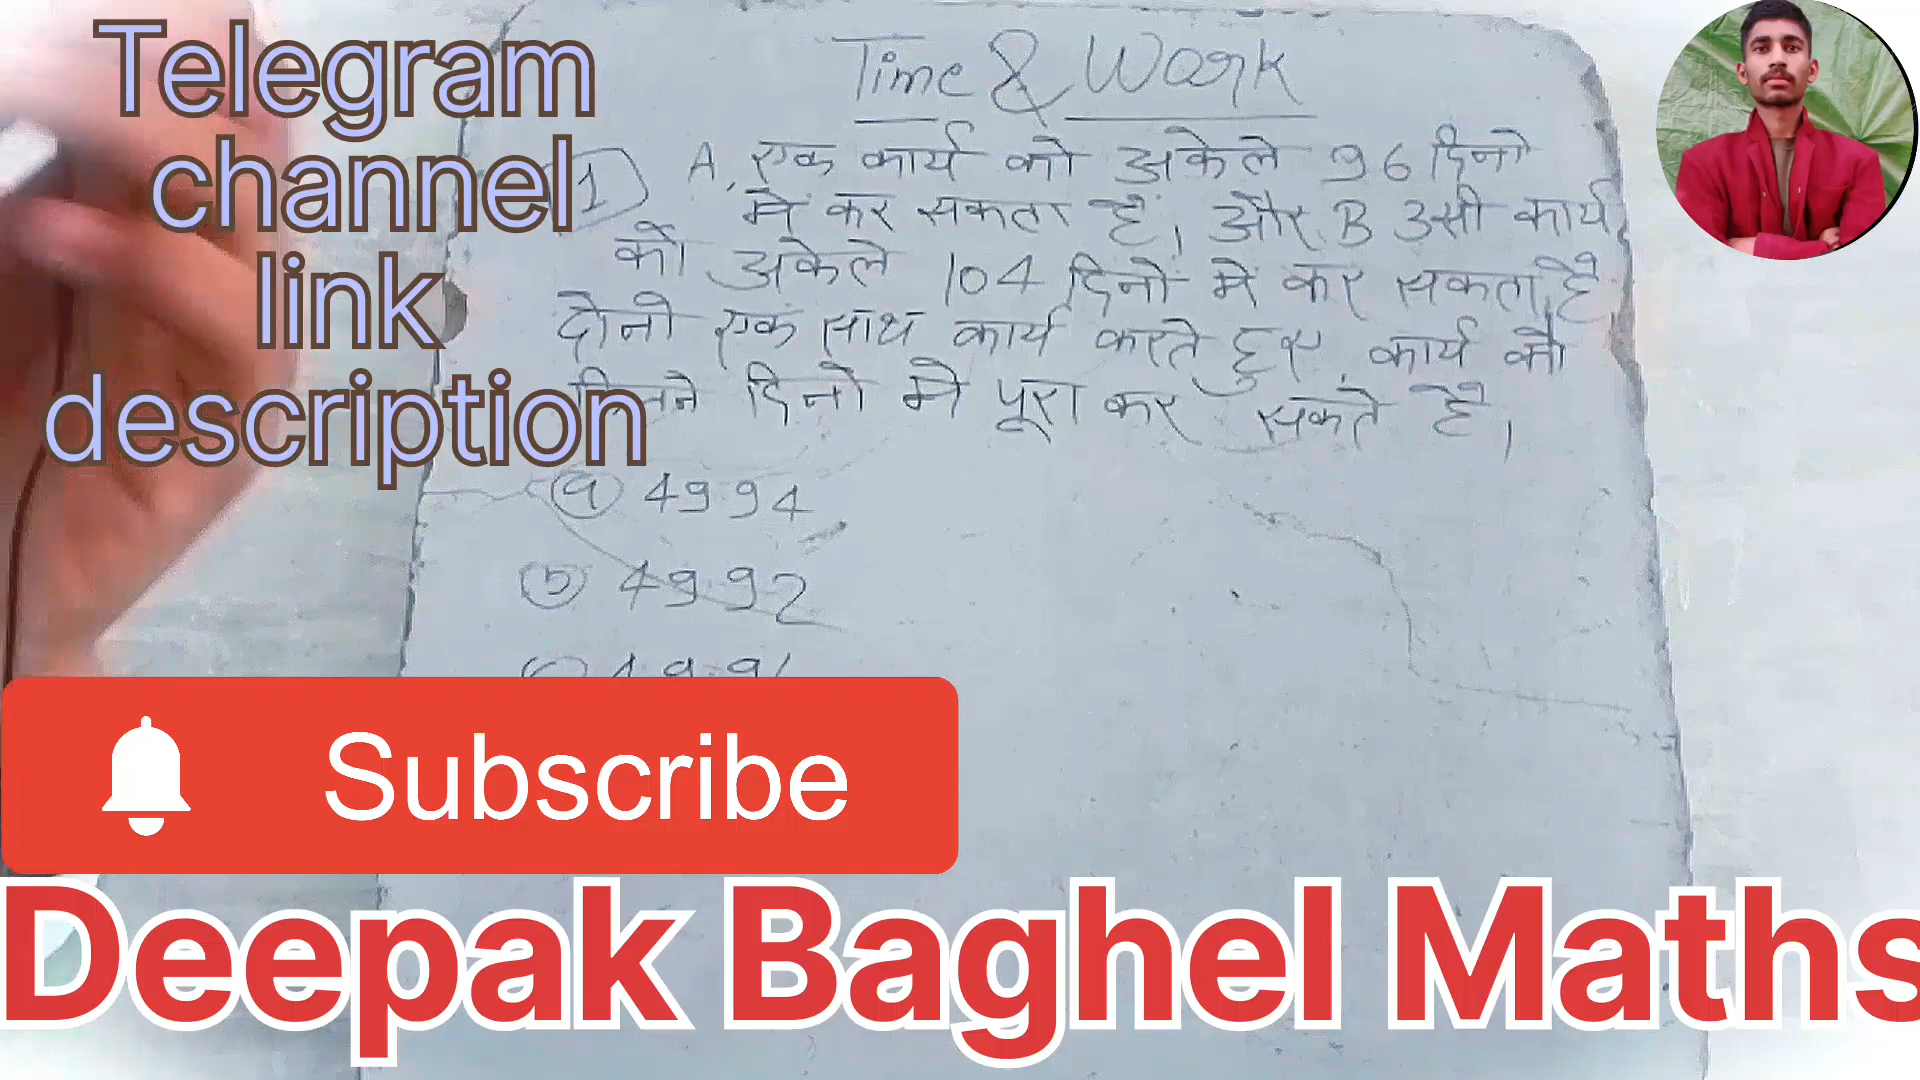 Telegram
channel
link
description
Time & Work
1) A, एक कार्य को अकेले 96 दिनो
मे कर सकता है, और B उसी कार्य
को अकेले 104 दिनों मे कर सकता है
दोनो एक साथ कार्य करते हुए कार्य को
दिनो मे पूरा कर सकते है।
(a) 49.94
(b) 49.92
Subscribe
Deepak Baghel Maths